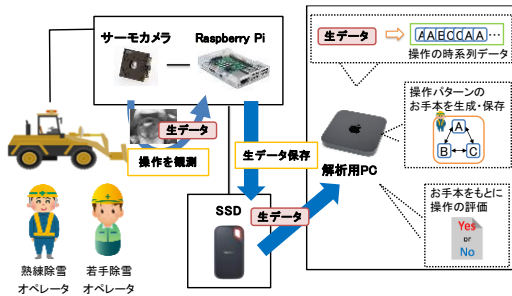 サーモカメラ
Raspberry Pi
生データ
操作を観測
生データ保存
SSD
生データ
熟練除雪
オペレータ
若手除雪
オペレータ
解析用PC
生データ
AABCCAA…
操作の時系列データ
操作パターンの
お手本を生成・保存
A
B
C
お手本をもとに
操作の評価
Yes
or
No